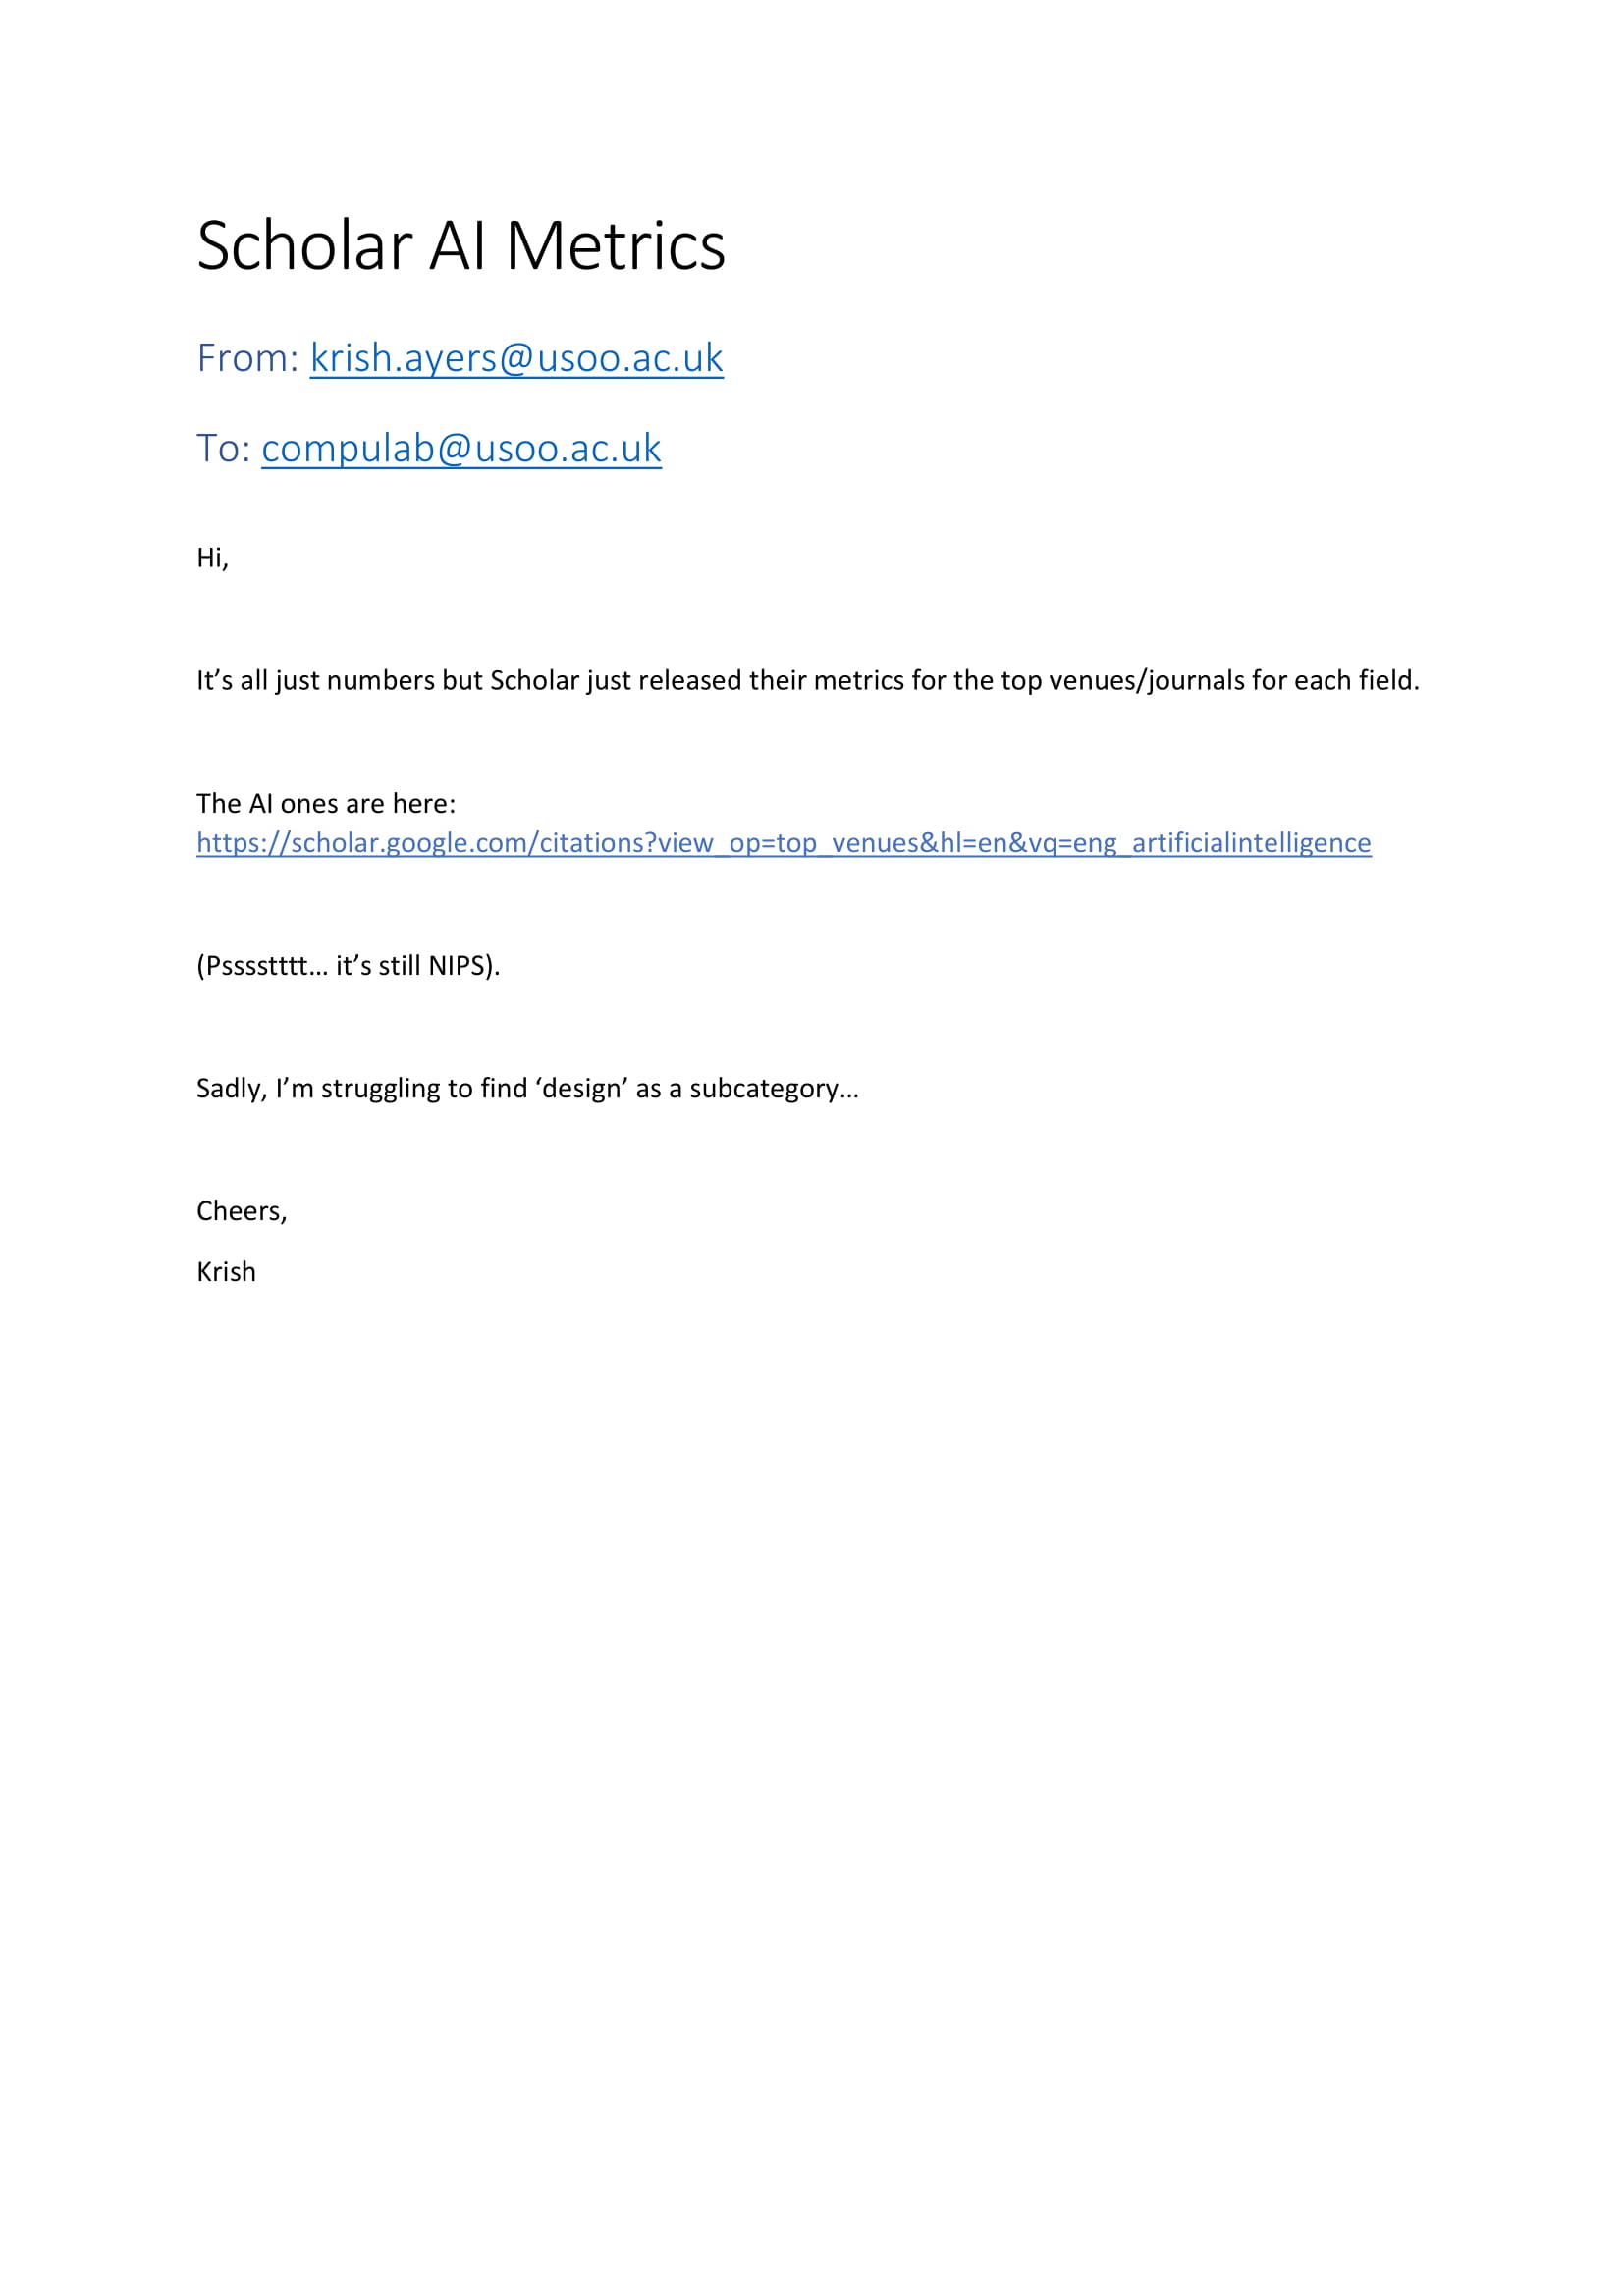 Scholar AI Metrics
From: krish.ayers@usoo.ac.uk
To: compulab@usoo.ac.uk
Hi,
It’s all just numbers but Scholar just released their metrics for the top venues/journals for each field.
The AI ones are here:
https://scholar.google.com/citations?view_op=top_venues&hl=en&vq=eng_artificialintelligence
(Psssstttt… it’s still NIPS).
Sadly, I’m struggling to find ‘design’ as a subcategory…
Cheers,
Krish